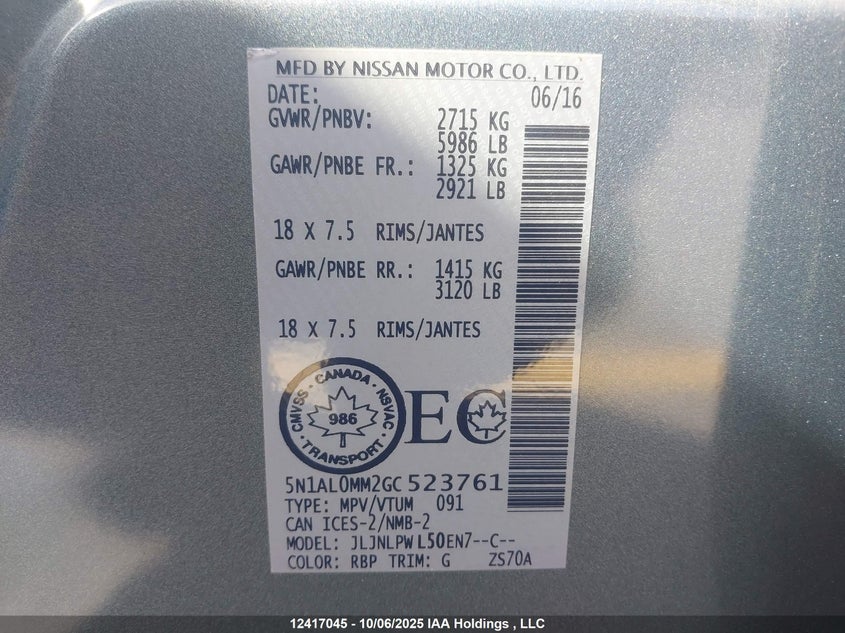 MFD BY NISSAN MOTOR CO., LTD.
DATE: 06/16
GVWR/PNBV: 2715 KG
5986 LB
GAWR/PNBE FR.: 1325 KG
2921 LB
18 X 7.5 RIMS/JANTES
GAWR/PNBE RR.: 1415 KG
3120 LB
18 X 7.5 RIMS/JANTES
CMVSS · CANADA · NSVAC
986
· TRANSPORT ·
EC
5N1AL0MM2GC523761
TYPE: MPV/VTUM 091
CAN ICES-2/NMB-2
MODEL: JLJNLPWL50EN7--C--
COLOR: RBP TRIM: G ZS70A
12417045 - 10/06/2025 IAA Holdings , LLC